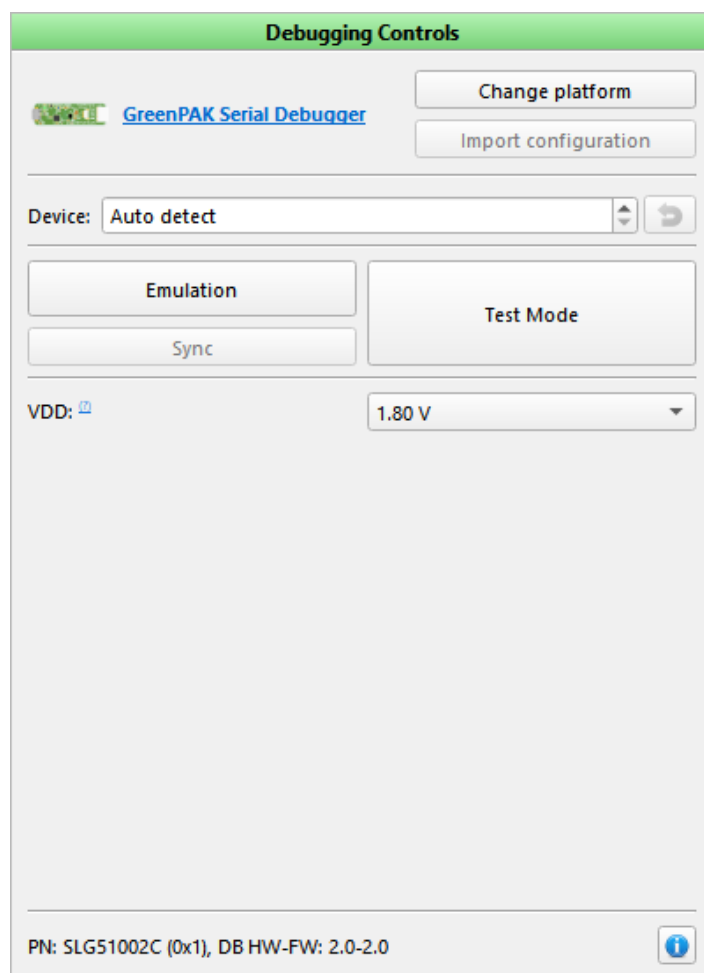 Debugging Controls
GreenPAK Serial Debugger
Change platform
Import configuration
Device: Auto detect
Emulation
Test Mode
Sync
VDD: (?)
1.80 V
PN: SLG51002C (0x1), DB HW-FW: 2.0-2.0